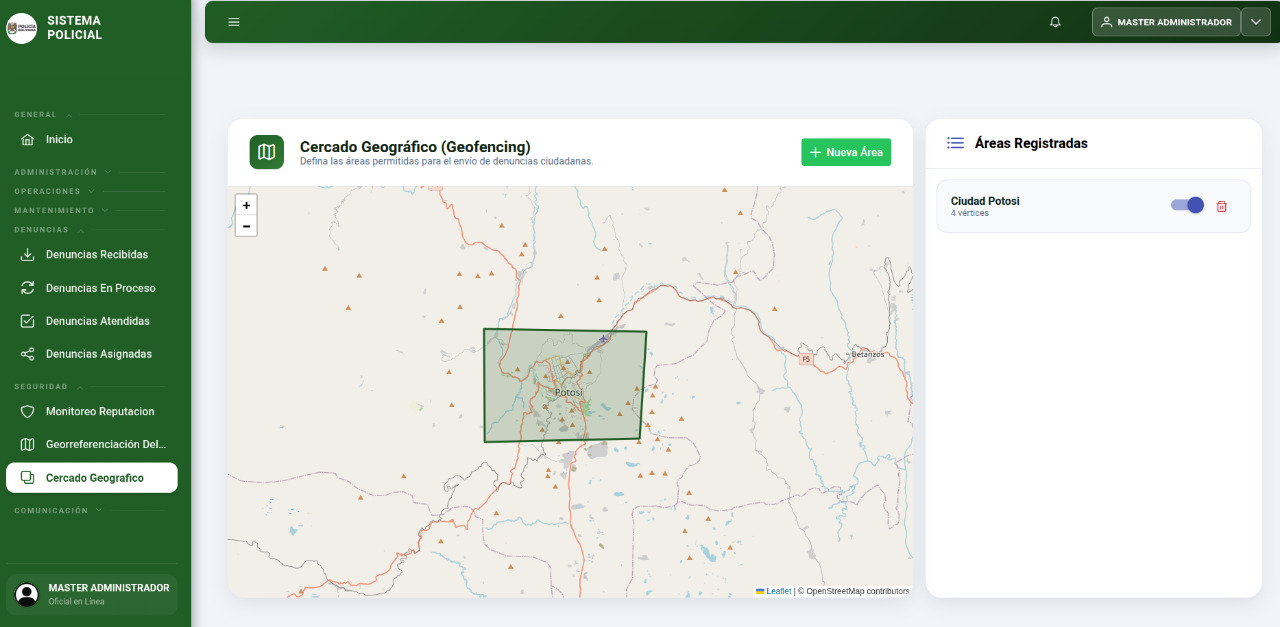 SISTEMA
POLICIAL
MASTER ADMINISTRADOR
GENERAL
Inicio
ADMINISTRACIÓN
OPERACIONES
MANTENIMIENTO
DENUNCIAS
Denuncias Recibidas
Denuncias En Proceso
Denuncias Atendidas
Denuncias Asignadas
SEGURIDAD
Monitoreo Reputacion
Georreferenciación Del...
Cercado Geografico
COMUNICACIÓN
MASTER ADMINISTRADOR
Oficial en Línea
Cercado Geográfico (Geofencing)
Defina las áreas permitidas para el envío de denuncias ciudadanas.
Nueva Área
+
−
F5
Betanzos
Potosí
Leaflet | © OpenStreetMap contributors
Áreas Registradas
Ciudad Potosi
4 vértices